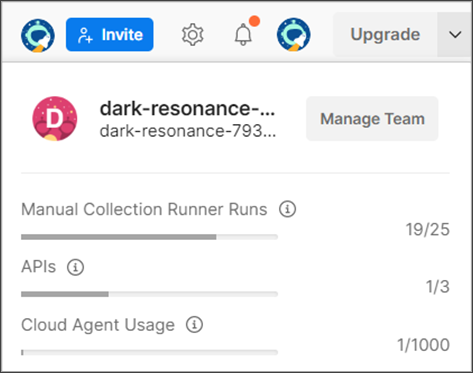 Invite
Upgrade
D
dark-resonance-...
dark-resonance-793...
Manage Team
Manual Collection Runner Runs
19/25
APIs
1/3
Cloud Agent Usage
1/1000